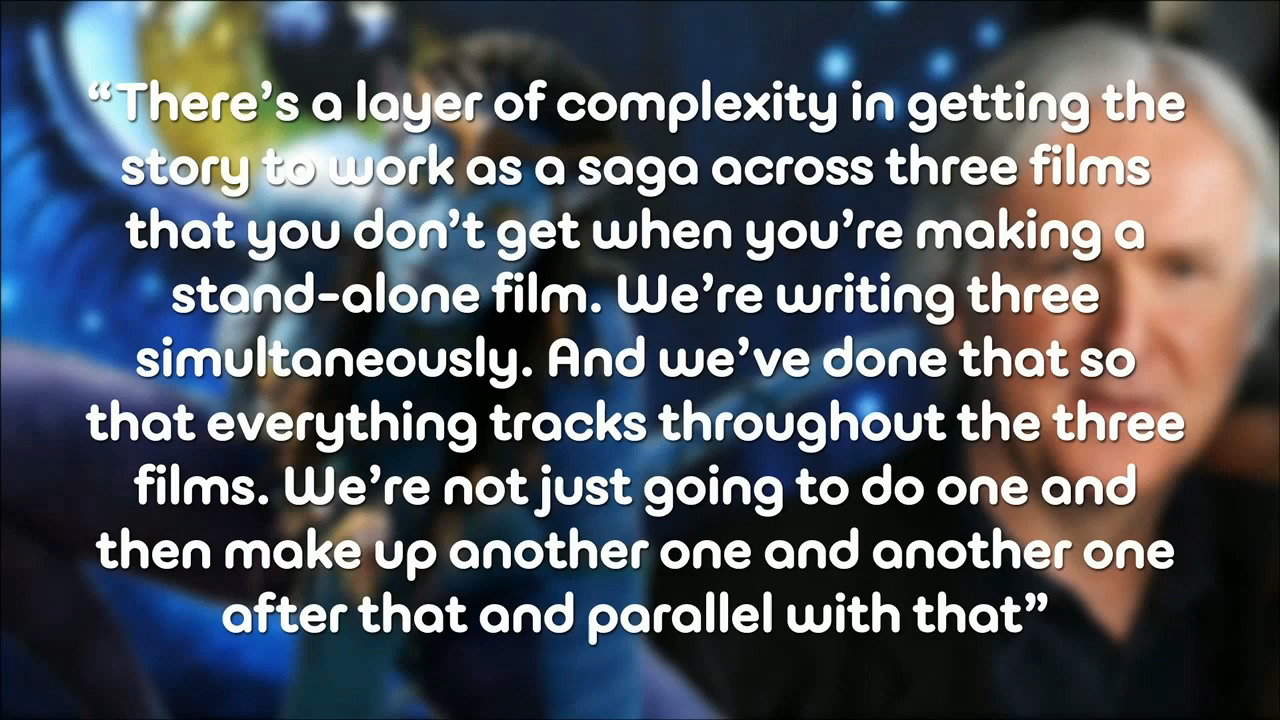 “There’s a layer of complexity in getting the
story to work as a saga across three films
that you don’t get when you’re making a
stand-alone film. We’re writing three
simultaneously. And we’ve done that so
that everything tracks throughout the three
films. We’re not just going to do one and
then make up another one and another one
after that and parallel with that”